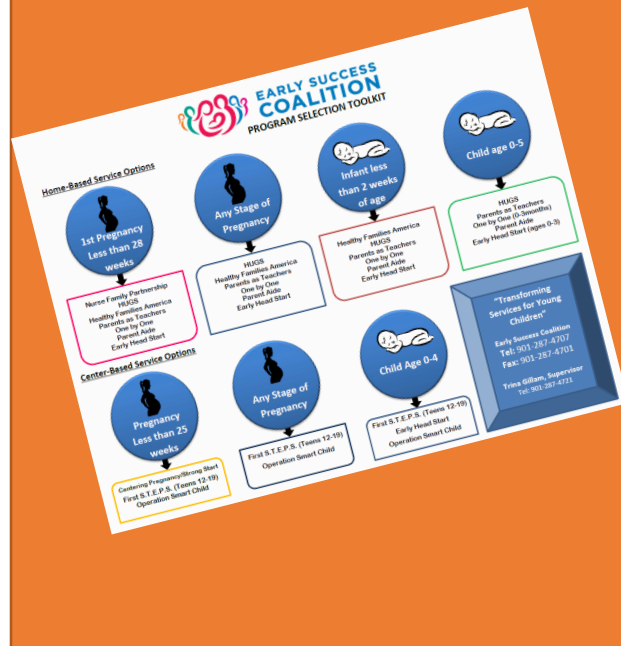 EARLY SUCCESS
COALITION
PROGRAM SELECTION TOOLKIT
Home-Based Service Options
1st Pregnancy
Less than 28
weeks
Nurse Family Partnership
HUGS
Healthy Families America
Parents as Teachers
One by One
Parent Aide
Early Head Start
Any Stage of
Pregnancy
HUGS
Healthy Families America
Parents as Teachers
One by One
Parent Aide
Early Head Start
Infant less
than 2 weeks
of age
Healthy Families America
HUGS
Parents as Teachers
One by One
Parent Aide
Early Head Start
Child age 0-5
HUGS
Parents as Teachers
One by One (0-3months)
Parent Aide
Early Head Start (ages 0-3)
Center-Based Service Options
Pregnancy
Less than 25
weeks
Centering Pregnancy/Strong Start
First S.T.E.P.S. (Teens 12-19)
Operation Smart Child
Any Stage of
Pregnancy
First S.T.E.P.S. (Teens 12-19)
Operation Smart Child
Child Age 0-4
First S.T.E.P.S. (Teens 12-19)
Early Head Start
Operation Smart Child
"Transforming
Services for Young
Children"
Early Success Coalition
Tel: 901-287-4707
Fax: 901-287-4701
Trina Gillam, Supervisor
Tel: 901-287-4721